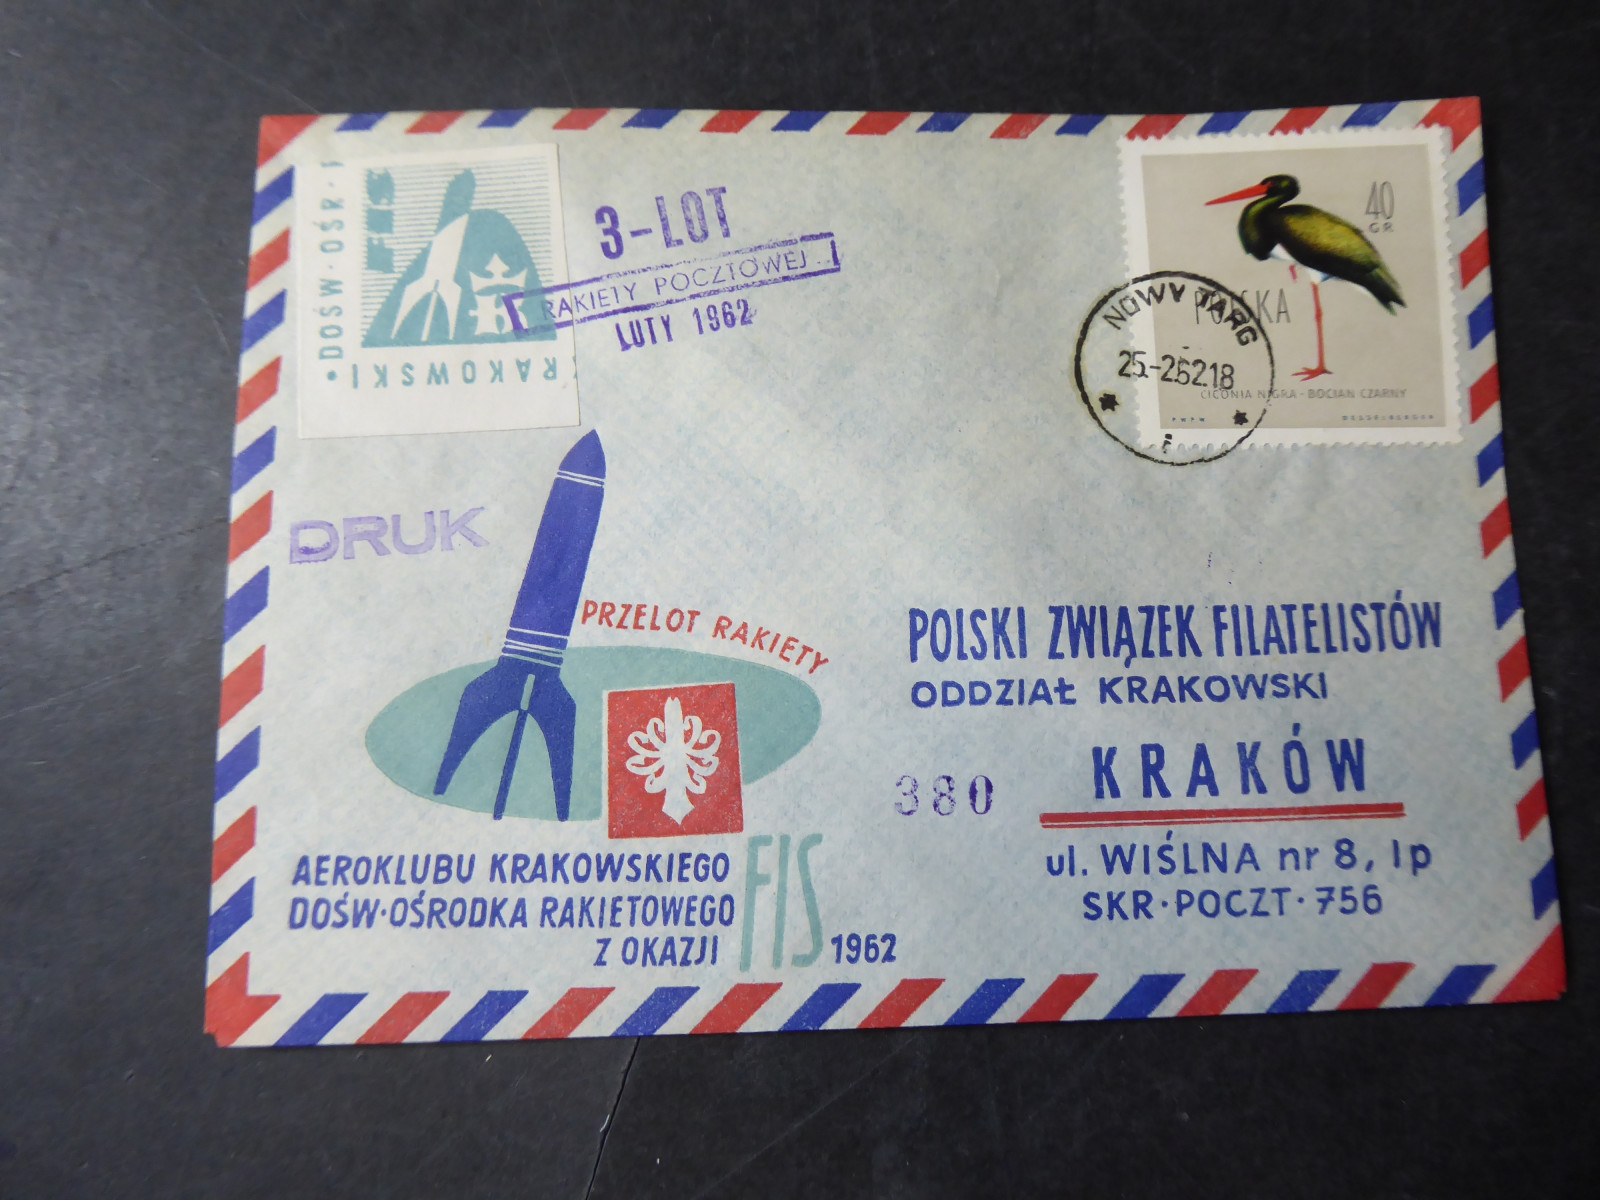 DOŚW · OŚR ·
FIS
KRAKOWSKI ·
3-LOT
RAKIETY POCZTOWEJ
LUTY 1962
40
GR
POLSKA
NOWY TARG
25.-2.62.18
CICONIA NIGRA - BOCIAN CZARNY
PWPW
DRUK
PRZELOT RAKIETY
AEROKLUBU KRAKOWSKIEGO
DOŚW·OŚRODKA RAKIETOWEGO
Z OKAZJI FIS 1962
POLSKI ZWIĄZEK FILATELISTÓW
ODDZIAŁ KRAKOWSKI
KRAKÓW
380
ul. WIŚLNA nr 8, I p
SKR·POCZT·756